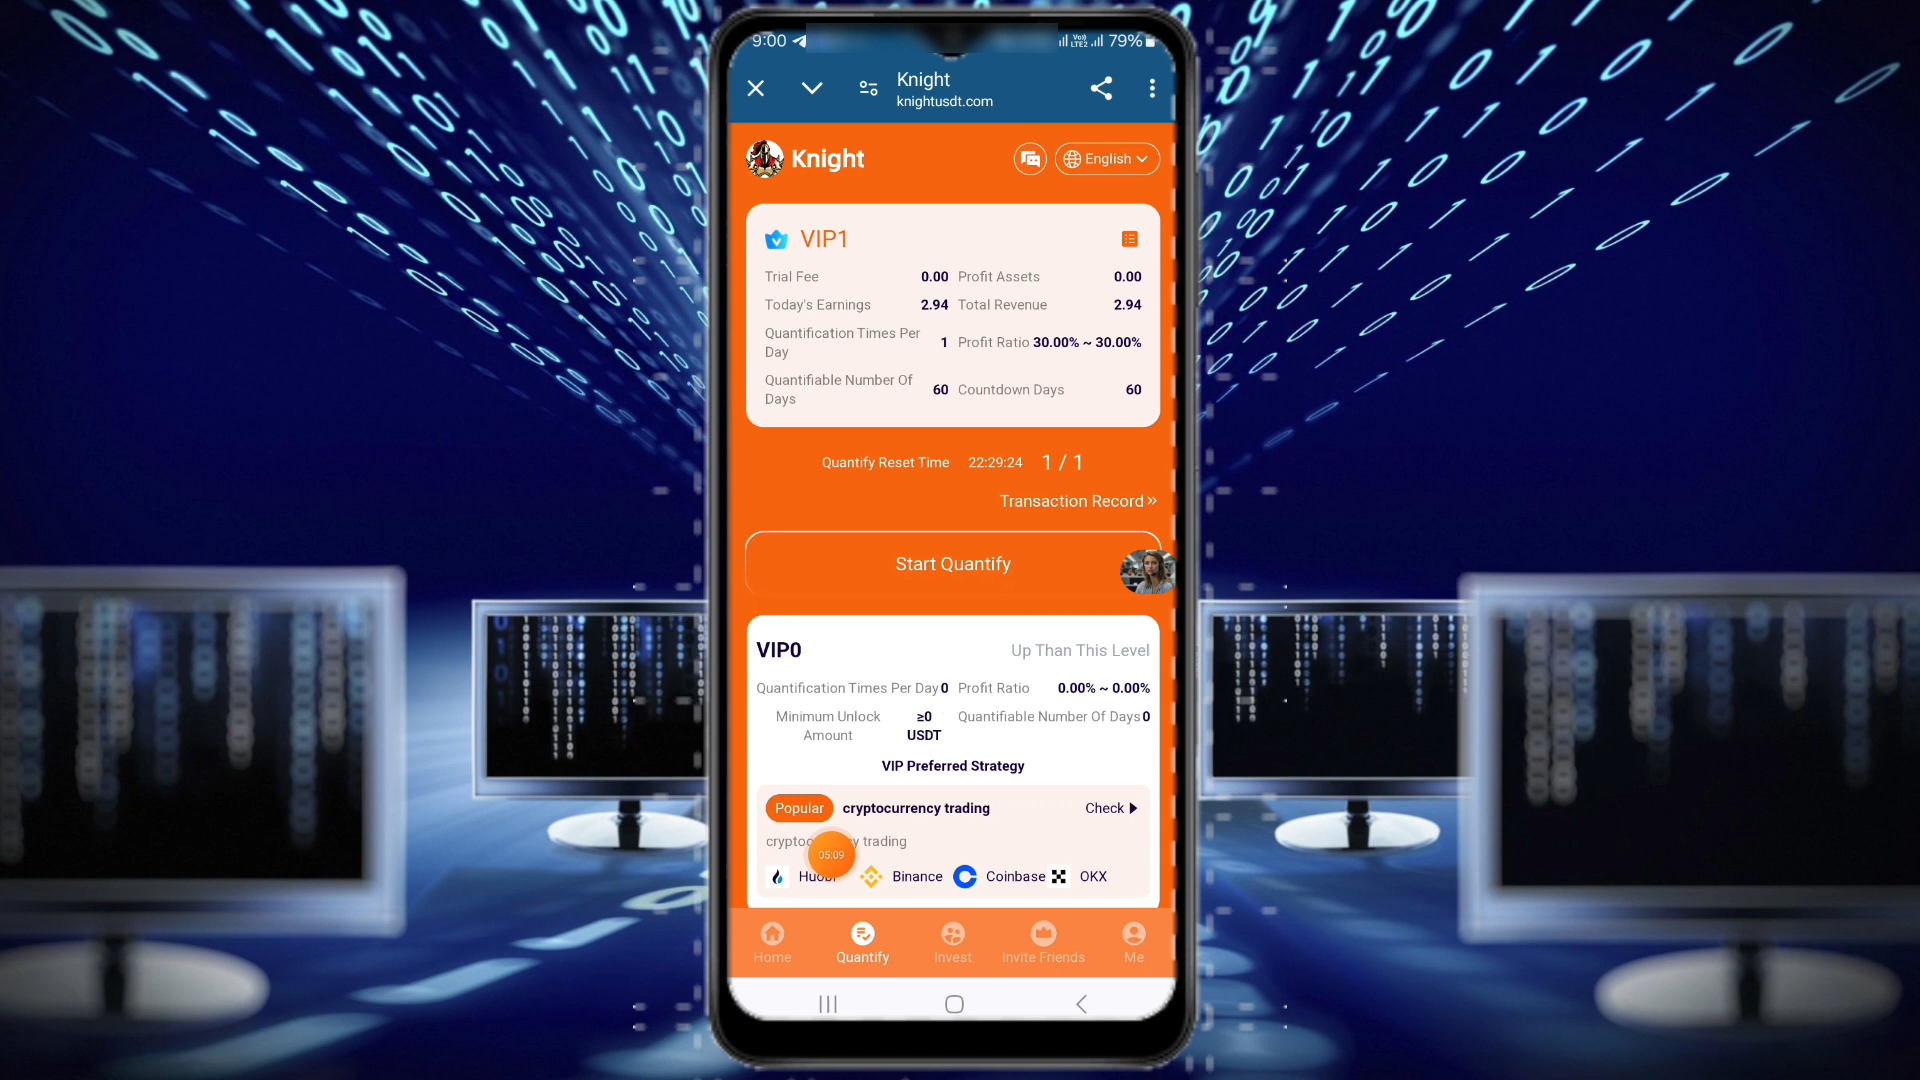 9:00 Vo) LTE2 79%
Knight
knightusdt.com
Knight English
VIP1
Trial Fee 0.00 Profit Assets 0.00
Today's Earnings 2.94 Total Revenue 2.94
Quantification Times Per Day 1 Profit Ratio 30.00% ~ 30.00%
Quantifiable Number Of Days 60 Countdown Days 60
Quantify Reset Time 22:29:24 1 / 1
Transaction Record »
Start Quantify
VIP0 Up Than This Level
Quantification Times Per Day 0 Profit Ratio 0.00% ~ 0.00%
Minimum Unlock Amount ≥0 USDT Quantifiable Number Of Days 0
VIP Preferred Strategy
Popular cryptocurrency trading Check
trading
05:09
Binance Coinbase OKX
Home Quantify Invest Invite Friends Me